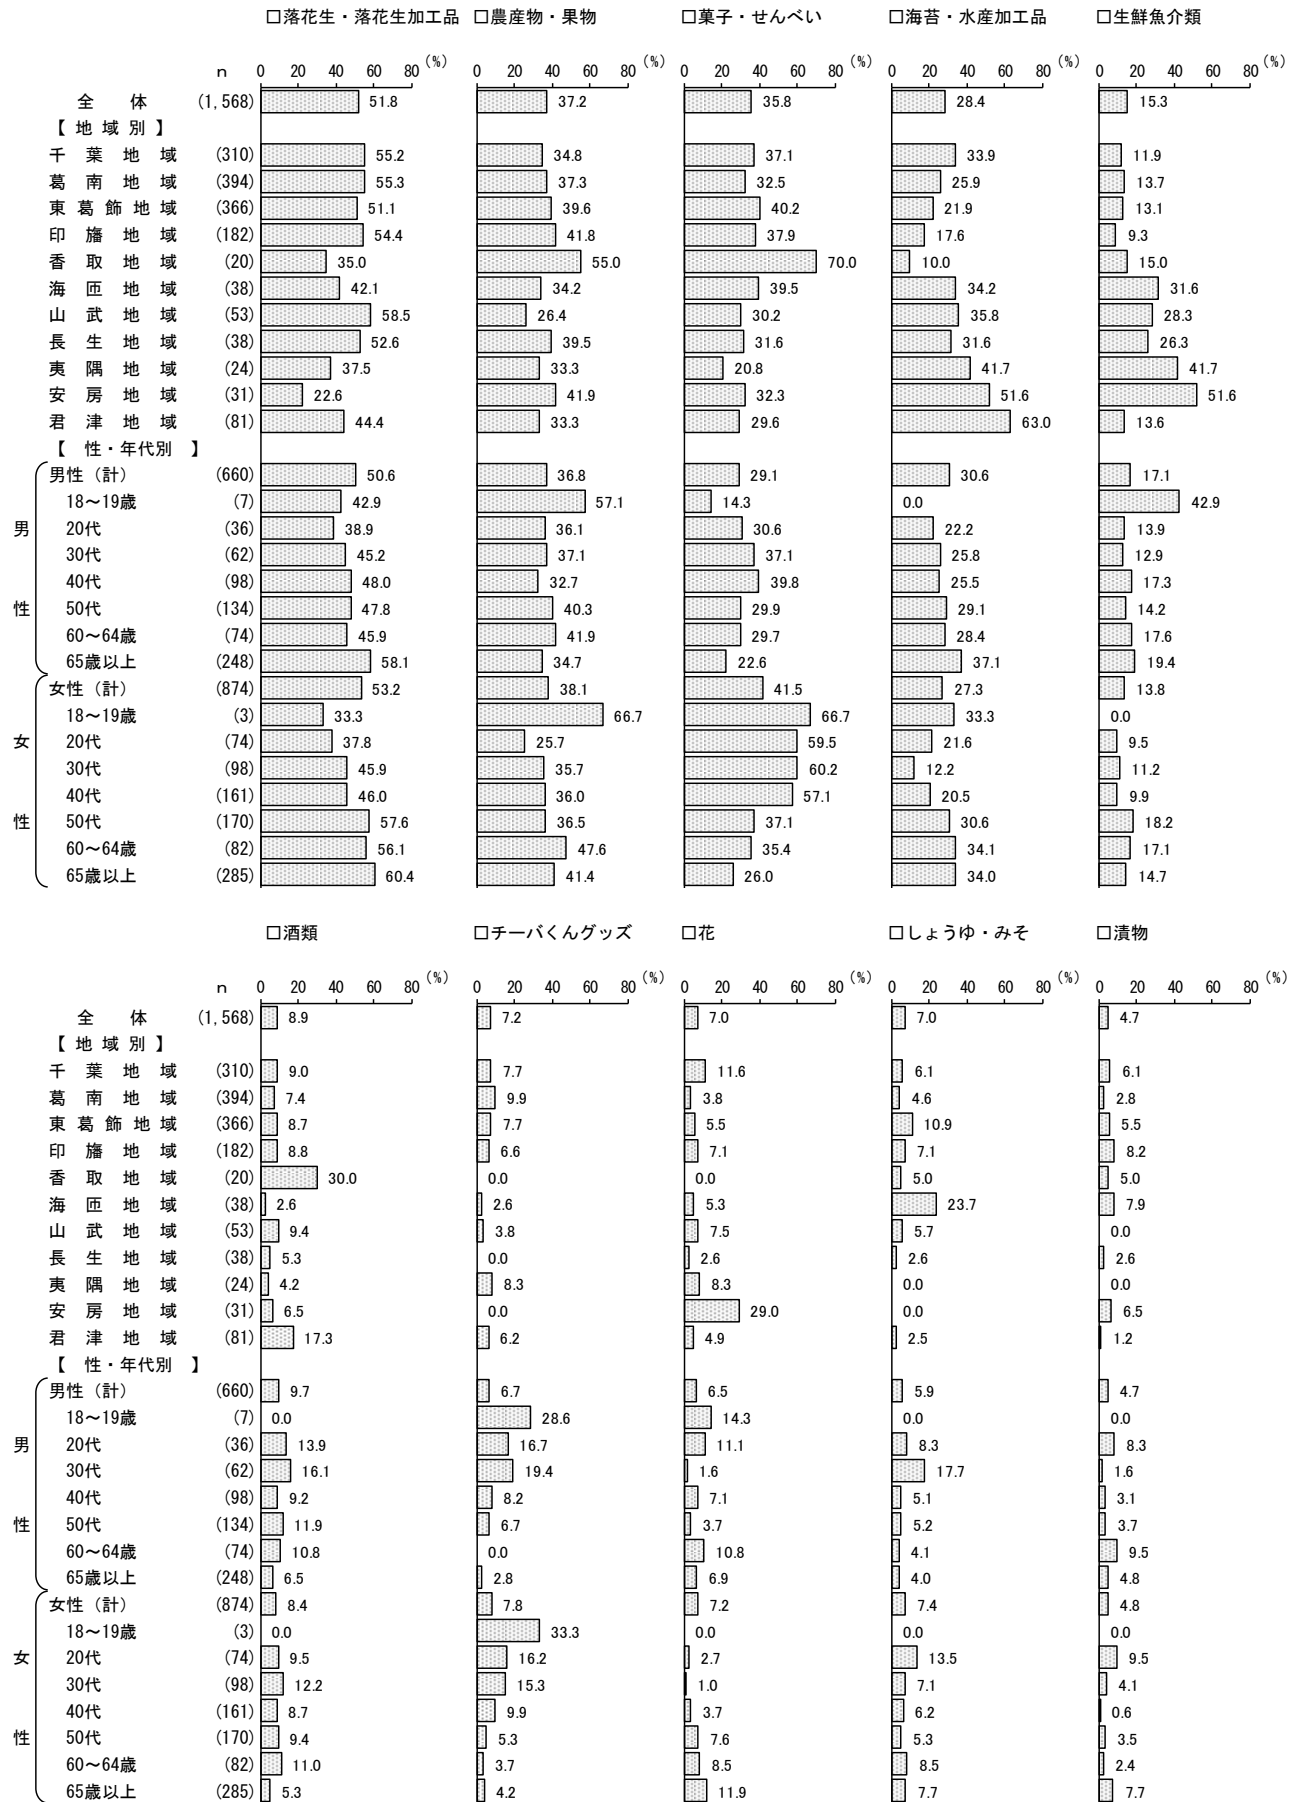 □落花生・落花生加工品 □農産物・果物 □菓子・せんべい □海苔・水産加工品 □生鮮魚介類
n 0 20 40 60 80 (%) 0 20 40 60 80 (%) 0 20 40 60 80 (%) 0 20 40 60 80 (%) 0 20 40 60 80 (%)
全体 (1,568) 51.8 37.2 35.8 28.4 15.3
【地域別】
千葉地域 (310) 55.2 34.8 37.1 33.9 11.9
葛南地域 (394) 55.3 37.3 32.5 25.9 13.7
東葛飾地域 (366) 51.1 39.6 40.2 21.9 13.1
印旛地域 (182) 54.4 41.8 37.9 17.6 9.3
香取地域 (20) 35.0 55.0 70.0 10.0 15.0
海匝地域 (38) 42.1 34.2 39.5 34.2 31.6
山武地域 (53) 58.5 26.4 30.2 35.8 28.3
長生地域 (38) 52.6 39.5 31.6 31.6 26.3
夷隅地域 (24) 37.5 33.3 20.8 41.7 41.7
安房地域 (31) 22.6 41.9 32.3 51.6 51.6
君津地域 (81) 44.4 33.3 29.6 63.0 13.6
【性・年代別】
男性（計） (660) 50.6 36.8 29.1 30.6 17.1
18～19歳 (7) 42.9 57.1 14.3 0.0 42.9
男 20代 (36) 38.9 36.1 30.6 22.2 13.9
30代 (62) 45.2 37.1 37.1 25.8 12.9
40代 (98) 48.0 32.7 39.8 25.5 17.3
性 50代 (134) 47.8 40.3 29.9 29.1 14.2
60～64歳 (74) 45.9 41.9 29.7 28.4 17.6
65歳以上 (248) 58.1 34.7 22.6 37.1 19.4
女性（計） (874) 53.2 38.1 41.5 27.3 13.8
18～19歳 (3) 33.3 66.7 66.7 33.3 0.0
女 20代 (74) 37.8 25.7 59.5 21.6 9.5
30代 (98) 45.9 35.7 60.2 12.2 11.2
40代 (161) 46.0 36.0 57.1 20.5 9.9
性 50代 (170) 57.6 36.5 37.1 30.6 18.2
60～64歳 (82) 56.1 47.6 35.4 34.1 17.1
65歳以上 (285) 60.4 41.4 26.0 34.0 14.7
□酒類 □チーバくんグッズ □花 □しょうゆ・みそ □漬物
n 0 20 40 60 80 (%) 0 20 40 60 80 (%) 0 20 40 60 80 (%) 0 20 40 60 80 (%) 0 20 40 60 80 (%)
全体 (1,568) 8.9 7.2 7.0 7.0 4.7
【地域別】
千葉地域 (310) 9.0 7.7 11.6 6.1 6.1
葛南地域 (394) 7.4 9.9 3.8 4.6 2.8
東葛飾地域 (366) 8.7 7.7 5.5 10.9 5.5
印旛地域 (182) 8.8 6.6 7.1 7.1 8.2
香取地域 (20) 30.0 0.0 0.0 5.0 5.0
海匝地域 (38) 2.6 2.6 5.3 23.7 7.9
山武地域 (53) 9.4 3.8 7.5 5.7 0.0
長生地域 (38) 5.3 0.0 2.6 2.6 2.6
夷隅地域 (24) 4.2 8.3 8.3 0.0 0.0
安房地域 (31) 6.5 0.0 29.0 0.0 6.5
君津地域 (81) 17.3 6.2 4.9 2.5 1.2
【性・年代別】
男性（計） (660) 9.7 6.7 6.5 5.9 4.7
18～19歳 (7) 0.0 28.6 14.3 0.0 0.0
男 20代 (36) 13.9 16.7 11.1 8.3 8.3
30代 (62) 16.1 19.4 1.6 17.7 1.6
40代 (98) 9.2 8.2 7.1 5.1 3.1
性 50代 (134) 11.9 6.7 3.7 5.2 3.7
60～64歳 (74) 10.8 0.0 10.8 4.1 9.5
65歳以上 (248) 6.5 2.8 6.9 4.0 4.8
女性（計） (874) 8.4 7.8 7.2 7.4 4.8
18～19歳 (3) 0.0 33.3 0.0 0.0 0.0
女 20代 (74) 9.5 16.2 2.7 13.5 9.5
30代 (98) 12.2 15.3 1.0 7.1 4.1
40代 (161) 8.7 9.9 3.7 6.2 0.6
性 50代 (170) 9.4 5.3 7.6 5.3 3.5
60～64歳 (82) 11.0 3.7 8.5 8.5 2.4
65歳以上 (285) 5.3 4.2 11.9 7.7 7.7